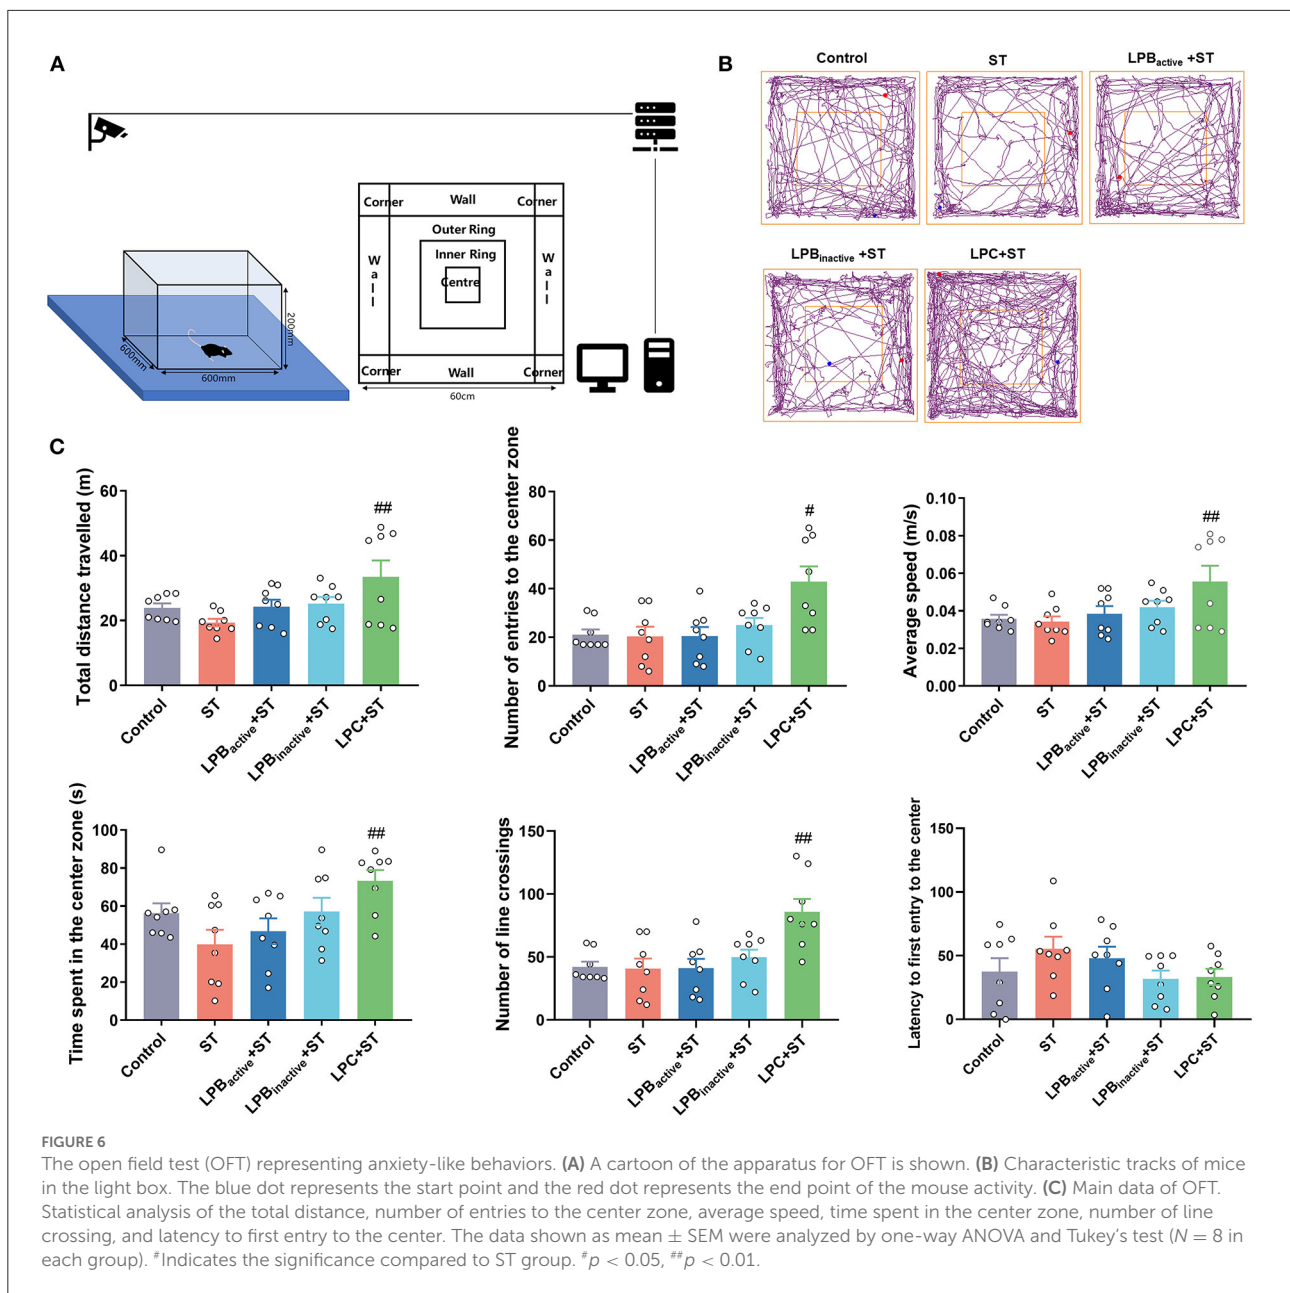 A
Corner Wall Corner
Outer Ring
Inner Ring
Centre
Wall
Wall
Corner Wall Corner
60cm
200mm
600mm
600mm
B
Control ST LPBactive +ST
LPBinactive +ST LPC+ST
C
Total distance travelled (m)
60
40
20
0
##
Control ST LPBactive+ST LPBinactive+ST LPC+ST
Number of entries to the center zone
80
60
40
20
0
#
Control ST LPBactive+ST LPBinactive+ST LPC+ST
Average speed (m/s)
0.10
0.08
0.06
0.04
0.02
0.00
##
Control ST LPBactive+ST LPBinactive+ST LPC+ST
Time spent in the center zone (s)
100
80
60
40
20
0
##
Control ST LPBactive+ST LPBinactive+ST LPC+ST
Number of line crossings
150
100
50
0
##
Control ST LPBactive+ST LPBinactive+ST LPC+ST
Latency to first entry to the center
150
100
50
0
Control ST LPBactive+ST LPBinactive+ST LPC+ST
FIGURE 6
The open field test (OFT) representing anxiety-like behaviors. (A) A cartoon of the apparatus for OFT is shown. (B) Characteristic tracks of mice
in the light box. The blue dot represents the start point and the red dot represents the end point of the mouse activity. (C) Main data of OFT.
Statistical analysis of the total distance, number of entries to the center zone, average speed, time spent in the center zone, number of line
crossing, and latency to first entry to the center. The data shown as mean ± SEM were analyzed by one-way ANOVA and Tukey's test (N = 8 in
each group). #Indicates the significance compared to ST group. #p < 0.05, ##p < 0.01.